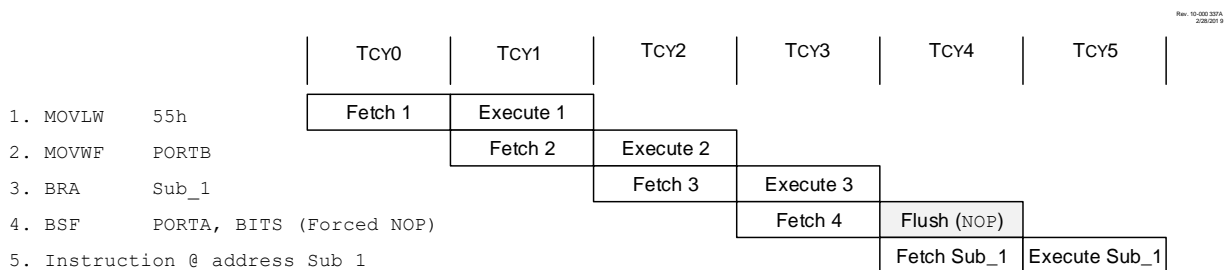 Rev. 10-000 337A
2/28/201 9
TCY0 TCY1 TCY2 TCY3 TCY4 TCY5
1. MOVLW 55h Fetch 1 Execute 1
2. MOVWF PORTB Fetch 2 Execute 2
3. BRA Sub_1 Fetch 3 Execute 3
4. BSF PORTA, BITS (Forced NOP) Fetch 4 Flush (NOP)
5. Instruction @ address Sub 1 Fetch Sub_1 Execute Sub_1